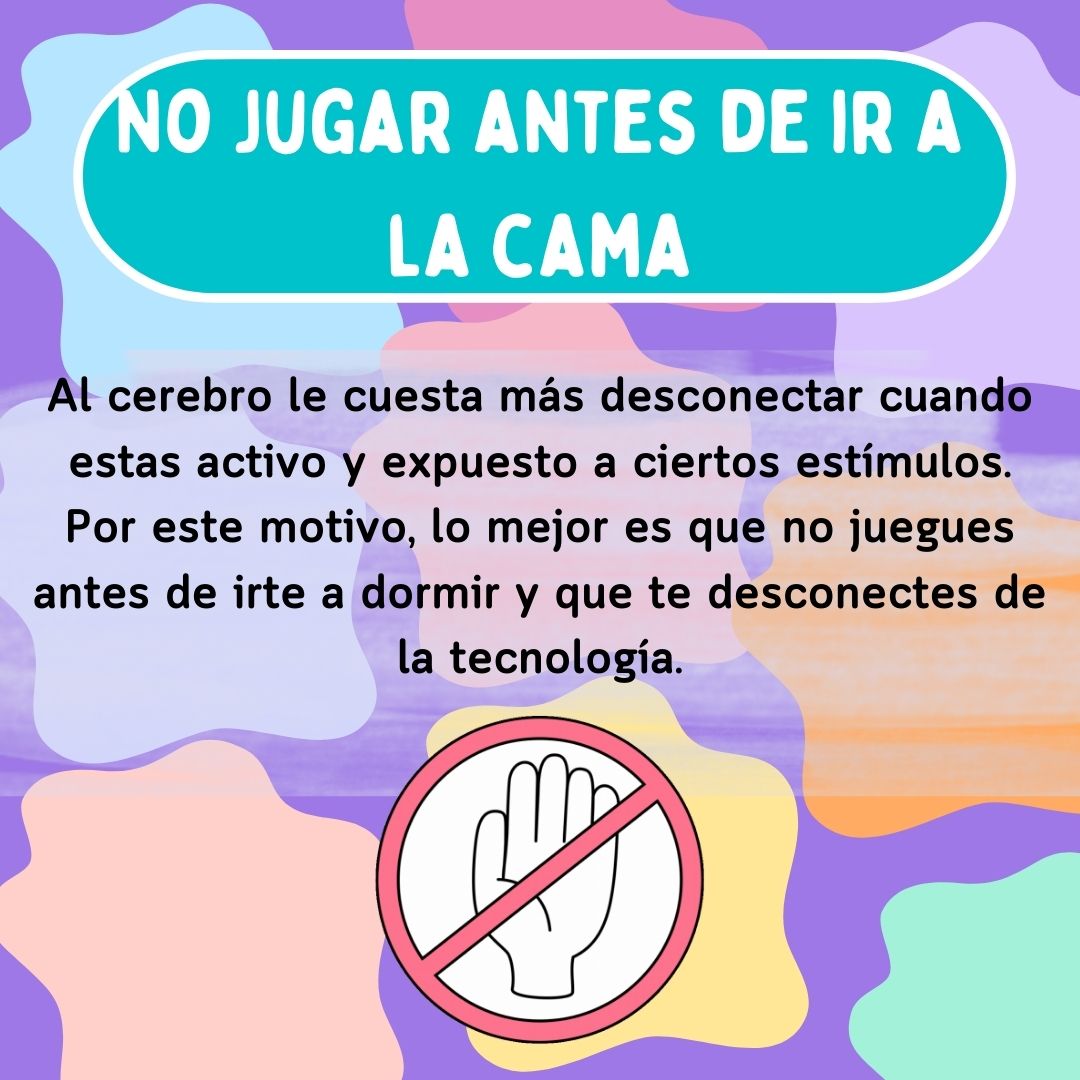 NO JUGAR ANTES DE IR A
LA CAMA
Al cerebro le cuesta más desconectar cuando
estas activo y expuesto a ciertos estímulos.
Por este motivo, lo mejor es que no juegues
antes de irte a dormir y que te desconectes de
la tecnología.